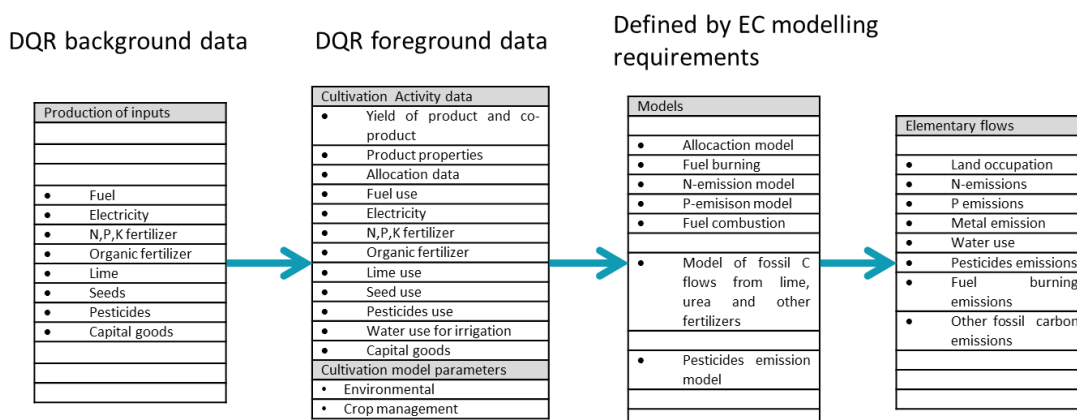 DQR background data
DQR foreground data
Defined by EC modelling
requirements
Production of inputs
• Fuel
• Electricity
• N,P,K fertilizer
• Organic fertilizer
• Lime
• Seeds
• Pesticides
• Capital goods
Cultivation Activity data
• Yield of product and co-
product
• Product properties
• Allocation data
• Fuel use
• Electricity
• N,P,K fertilizer
• Organic fertilizer
• Lime use
• Seed use
• Pesticides use
• Water use for irrigation
• Capital goods
Cultivation model parameters
• Environmental
• Crop management
Models
• Allocaction model
• Fuel burning
• N-emission model
• P-emisison model
• Fuel combustion
• Model of fossil C
flows from lime,
urea and other
fertilizers
• Pesticides emission
model
Elementary flows
• Land occupation
• N-emissions
• P emissions
• Metal emission
• Water use
• Pesticides emissions
• Fuel burning
emissions
• Other fossil carbon
emissions